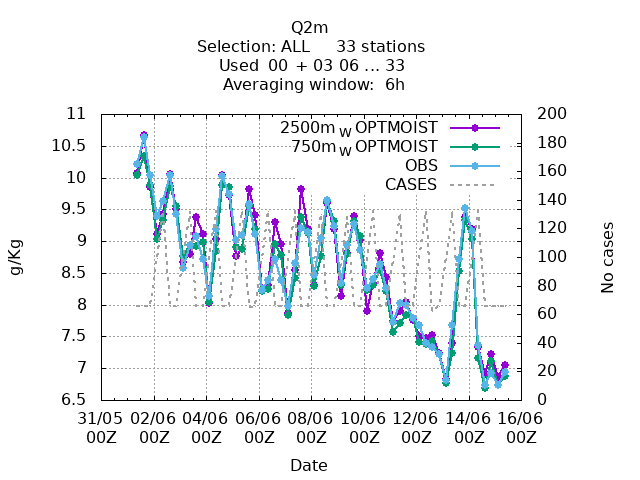 Q2m
Selection: ALL 33 stations
Used 00 + 03 06 ... 33
Averaging window: 6h
2500m W OPTMOIST
750m W OPTMOIST
OBS
CASES
11
10.5
10
9.5
9
8.5
8
7.5
7
6.5
200
180
160
140
120
100
80
60
40
20
0
g/Kg
No cases
31/05 02/06 04/06 06/06 08/06 10/06 12/06 14/06 16/06
00Z 00Z 00Z 00Z 00Z 00Z 00Z 00Z 00Z
Date